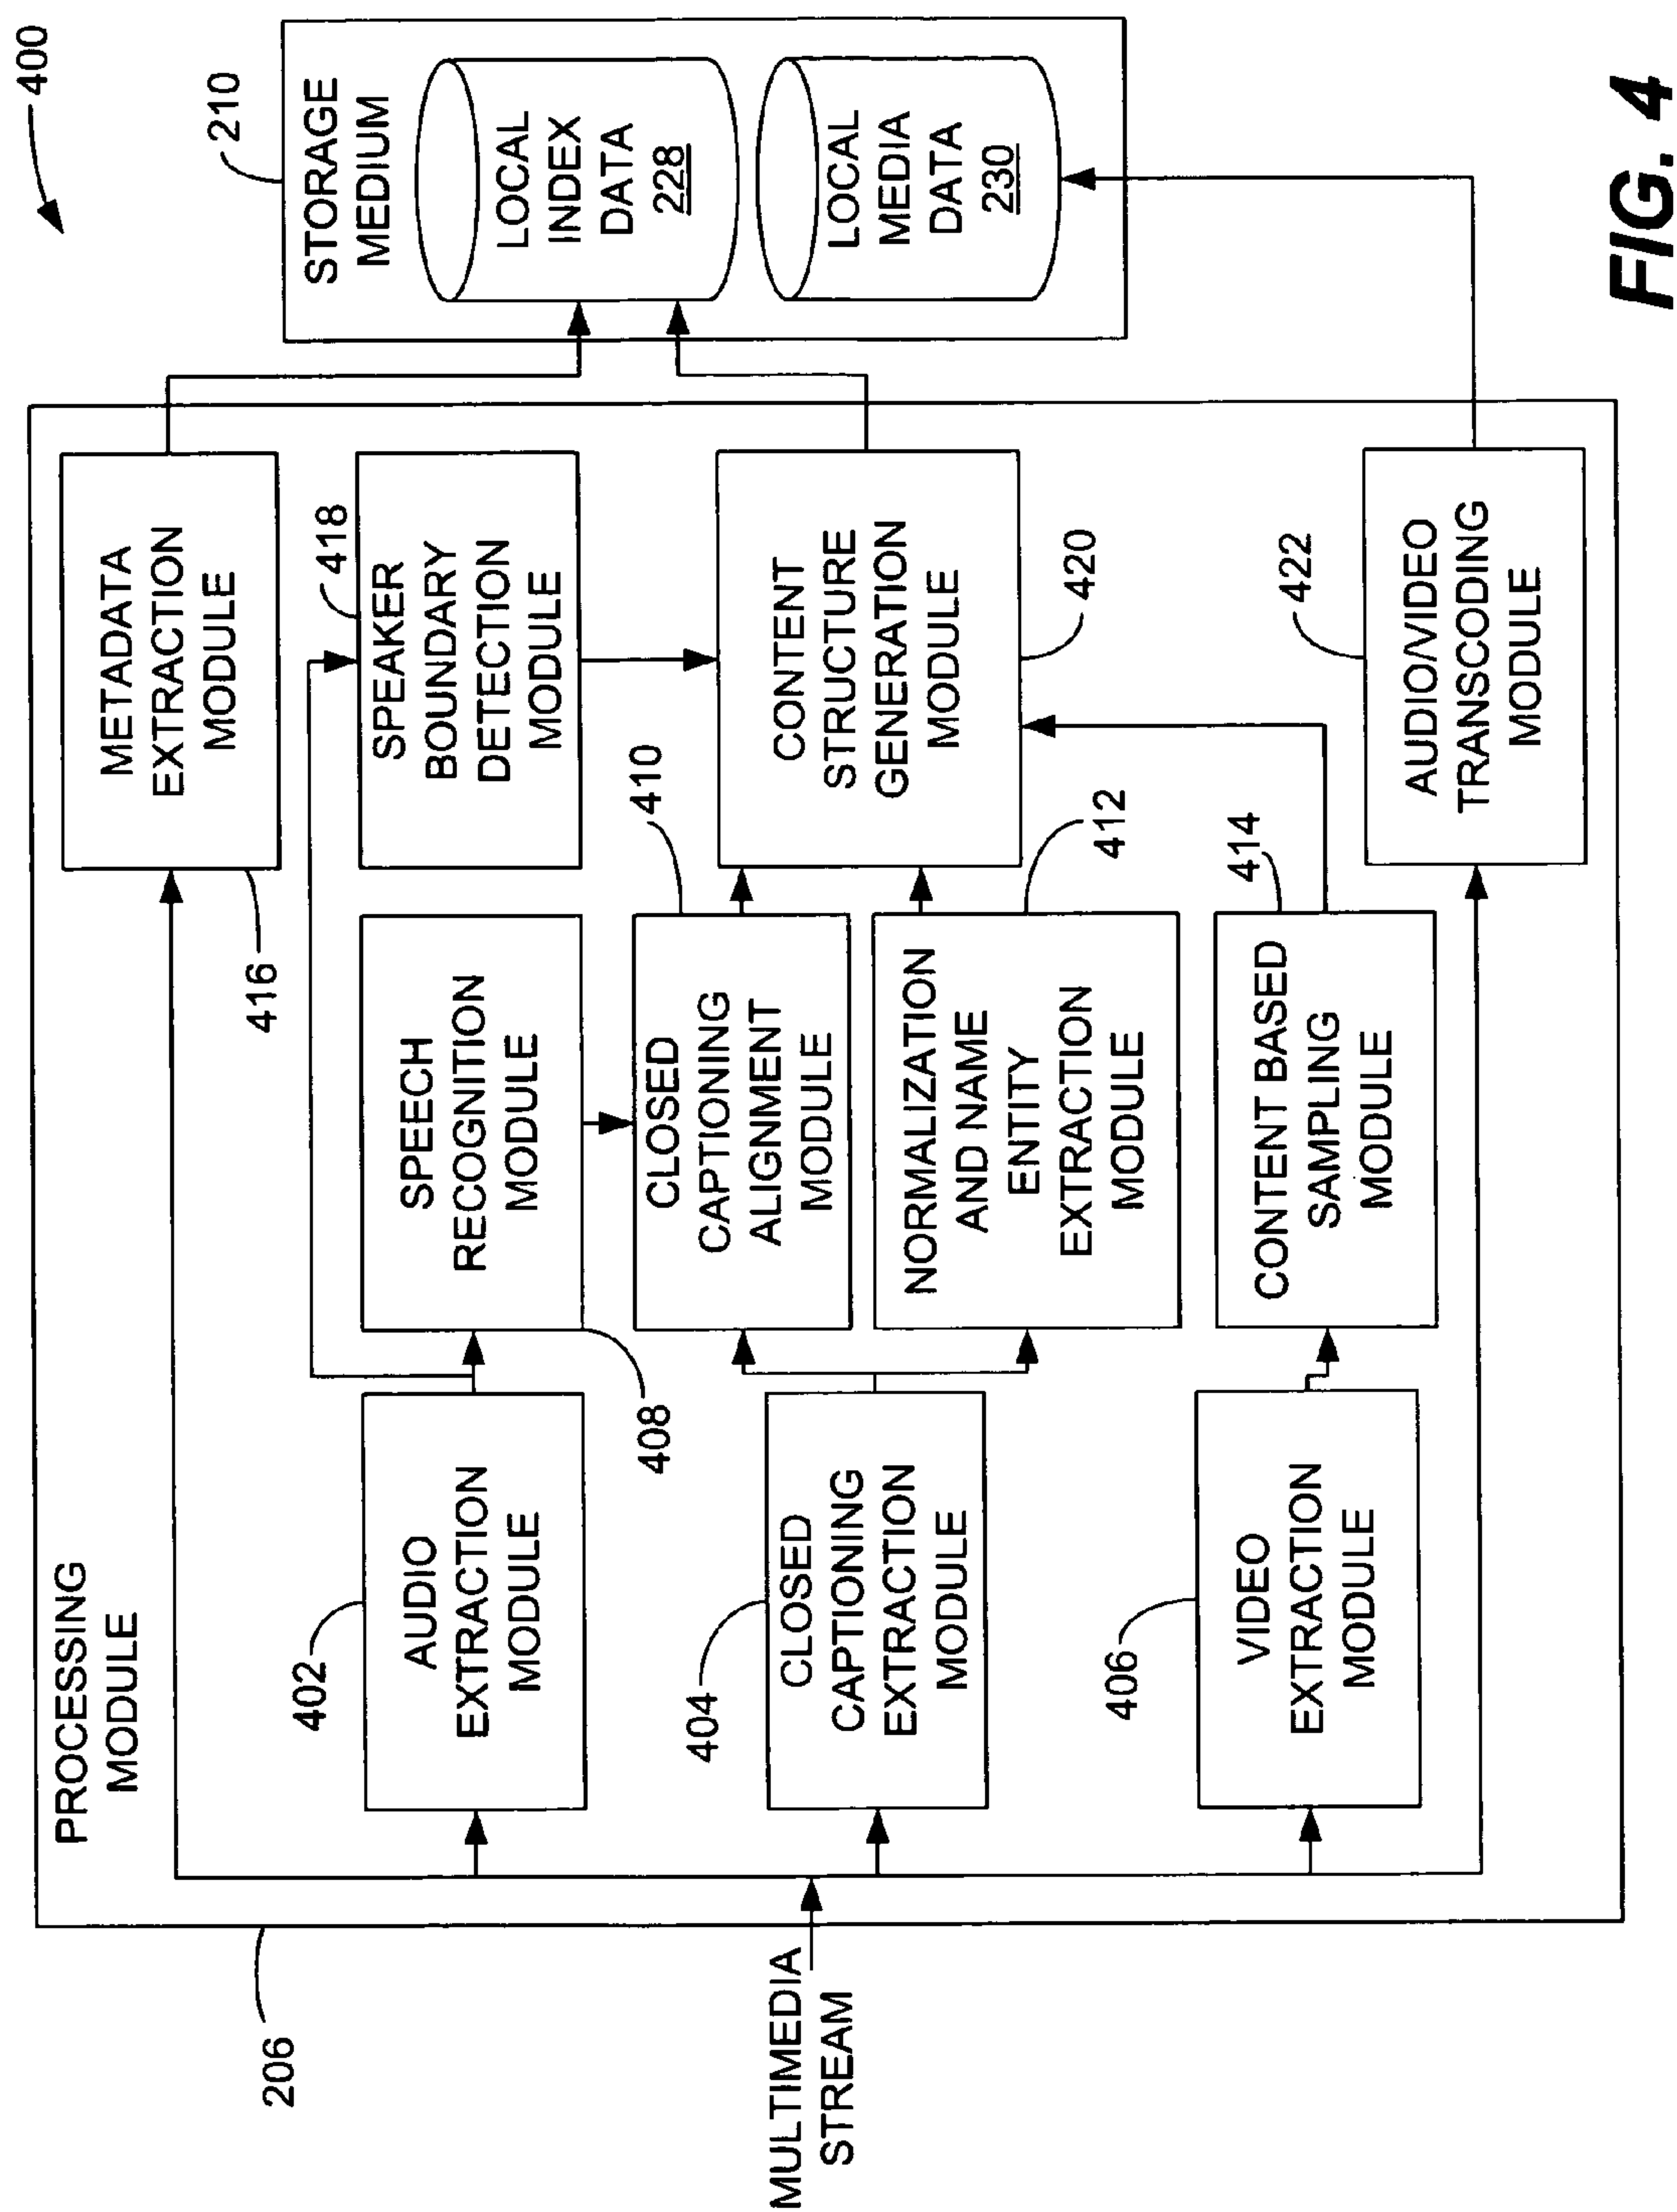 400
210
STORAGE
MEDIUM
LOCAL
INDEX
DATA
228
LOCAL
MEDIA
DATA
230
PROCESSING
MODULE
206
MULTIMEDIA
STREAM
METADATA
EXTRACTION
MODULE
416
402
AUDIO
EXTRACTION
MODULE
SPEECH
RECOGNITION
MODULE
408
418
SPEAKER
BOUNDARY
DETECTION
MODULE
404
CLOSED
CAPTIONING
EXTRACTION
MODULE
CLOSED
CAPTIONING
ALIGNMENT
MODULE
410
NORMALIZATION
AND NAME
ENTITY
EXTRACTION
MODULE
412
CONTENT
STRUCTURE
GENERATION
MODULE
420
406
VIDEO
EXTRACTION
MODULE
CONTENT BASED
SAMPLING
MODULE
414
422
AUDIO/VIDEO
TRANSCODING
MODULE
FIG. 4